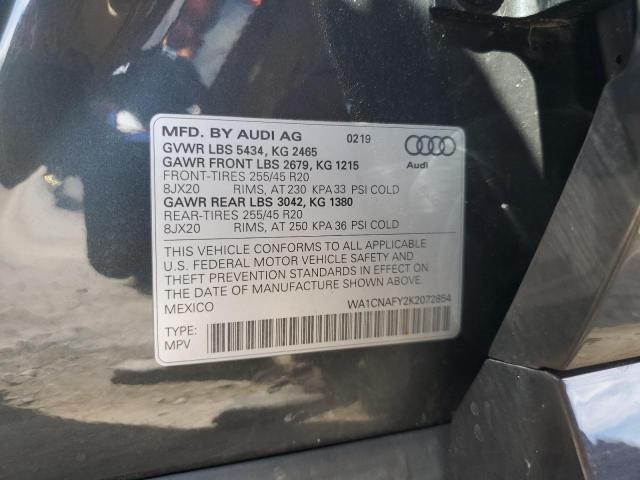 MFD. BY AUDI AG 0219
GVWR LBS 5434, KG 2465
GAWR FRONT LBS 2679, KG 1215
FRONT-TIRES 255/45 R20
8JX20 RIMS, AT 230 KPA 33 PSI COLD
GAWR REAR LBS 3042, KG 1380
REAR-TIRES 255/45 R20
8JX20 RIMS, AT 250 KPA 36 PSI COLD
Audi
THIS VEHICLE CONFORMS TO ALL APPLICABLE
U.S. FEDERAL MOTOR VEHICLE SAFETY AND
THEFT PREVENTION STANDARDS IN EFFECT ON
THE DATE OF MANUFACTURE SHOWN ABOVE.
MEXICO WA1CNAFY2K2072854
TYPE:
MPV